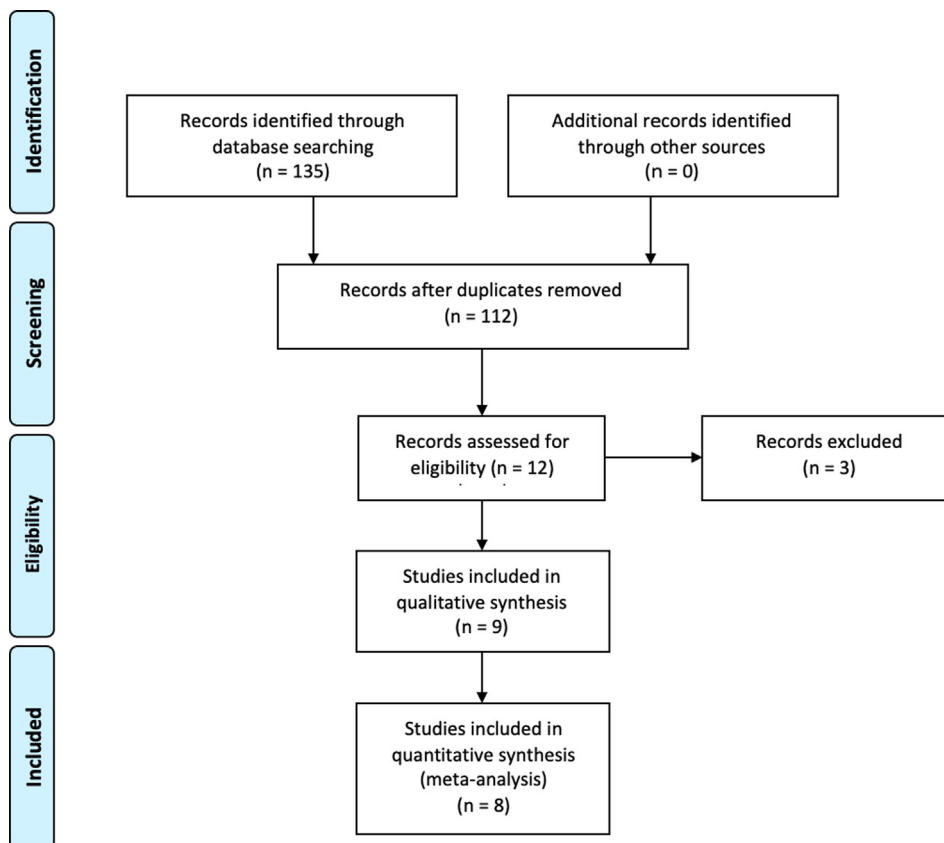 Identification
Records identified through
database searching
(n = 135)
Additional records identified
through other sources
(n = 0)
Screening
Records after duplicates removed
(n = 112)
Records assessed for
eligibility (n = 12)
Records excluded
(n = 3)
Eligibility
Studies included in
qualitative synthesis
(n = 9)
Included
Studies included in
quantitative synthesis
(meta-analysis)
(n = 8)